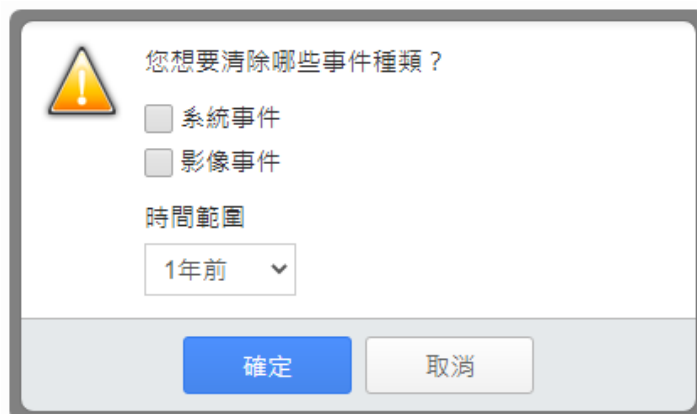 您想要清除哪些事件種類？
系統事件
影像事件
時間範圍
1年前
確定 取消